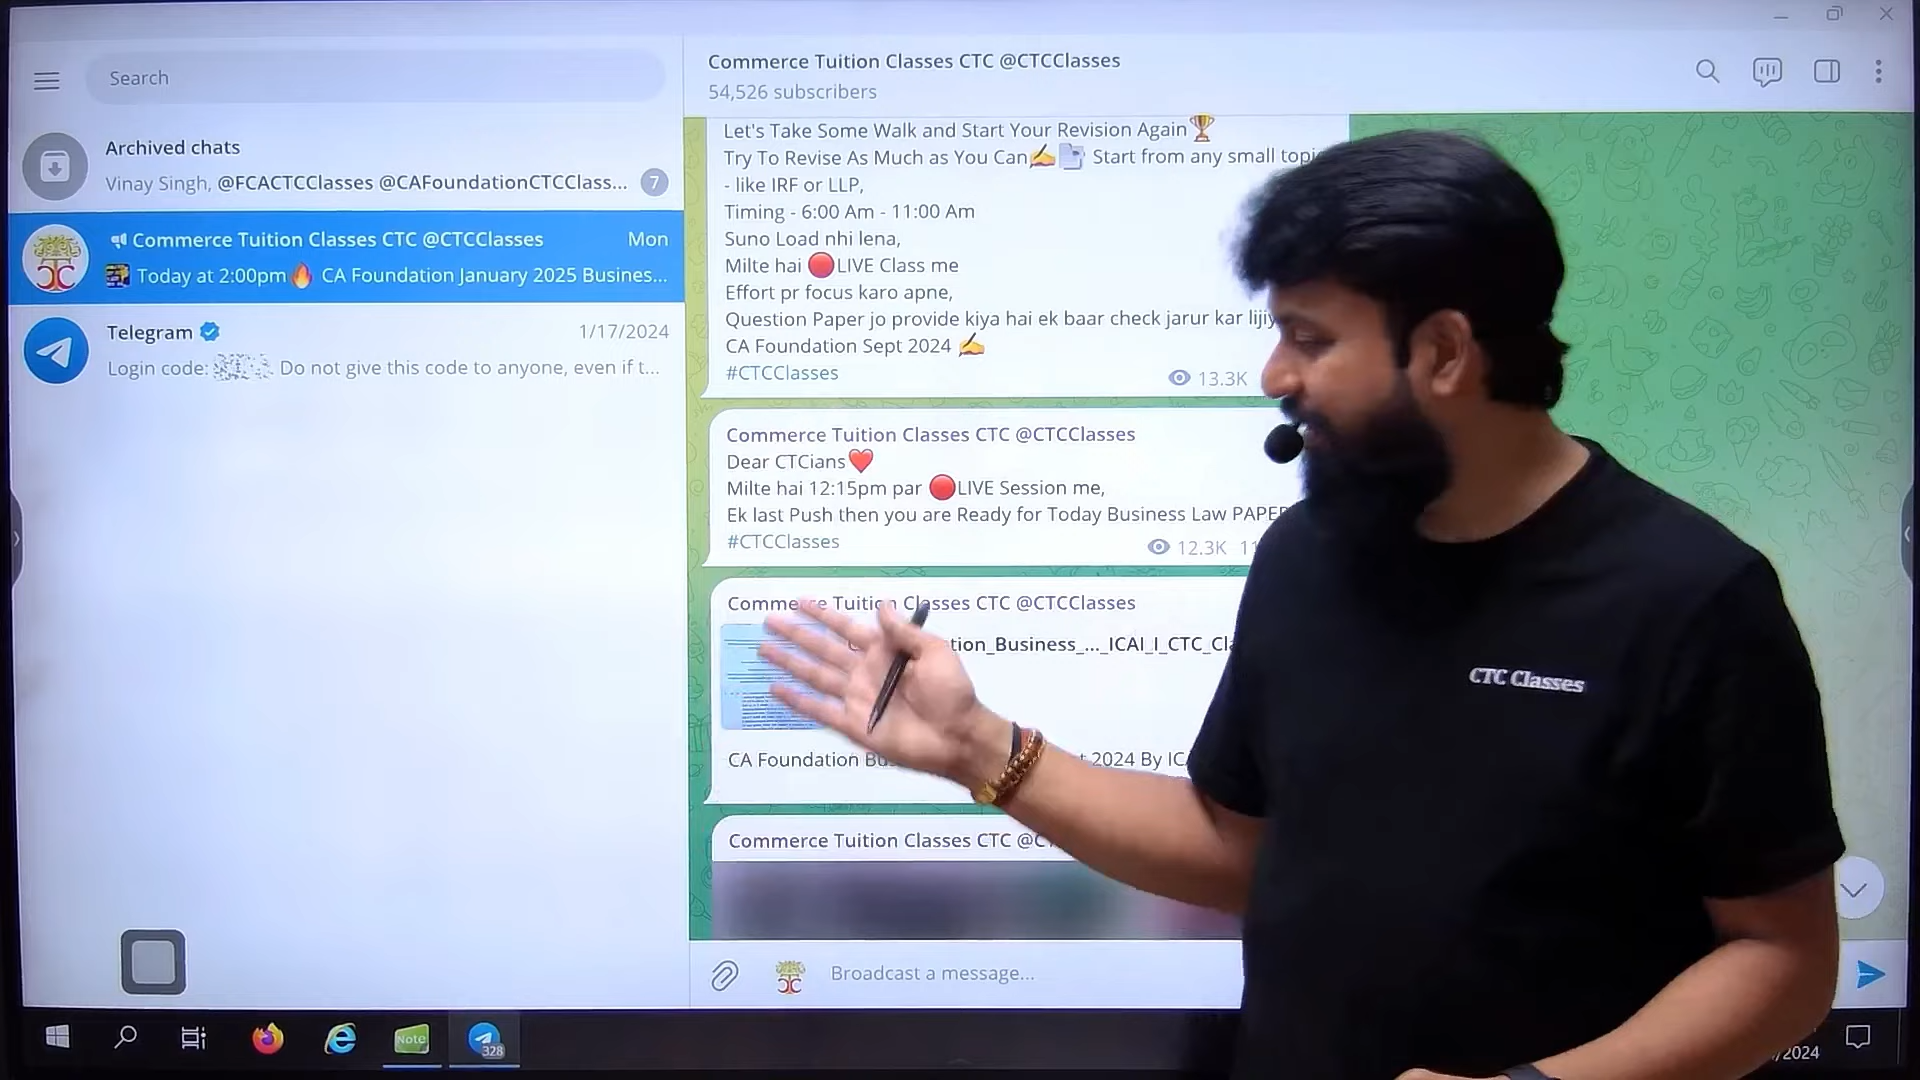 Search
Archived chats
Vinay Singh, @FCACTCClasses @CAFoundationCTCClass...
7
Commerce Tuition Classes CTC @CTCClasses
Mon
Today at 2:00pm🔥 CA Foundation January 2025 Busines...
Telegram
1/17/2024
Login code: Do not give this code to anyone, even if t...
Commerce Tuition Classes CTC @CTCClasses
54,526 subscribers
Let's Take Some Walk and Start Your Revision Again🏆
Try To Revise As Much as You Can✍️📑 Start from any small topi
- like IRF or LLP,
Timing - 6:00 Am - 11:00 Am
Suno Load nhi lena,
Milte hai 🔴LIVE Class me
Effort pr focus karo apne,
Question Paper jo provide kiya hai ek baar check jarur kar lijiy
CA Foundation Sept 2024 ✍️
#CTCClasses
13.3K
Commerce Tuition Classes CTC @CTCClasses
Dear CTCians❤️
Milte hai 12:15pm par 🔴LIVE Session me,
Ek last Push then you are Ready for Today Business Law PAPER
#CTCClasses
12.3K 11
Commerce Tuition Classes CTC @CTCClasses
tion_Business_..._ICAI_I_CTC_Cla
CA Foundation Bu
2024 By ICA
Commerce Tuition Classes CTC @CT
Broadcast a message...
CTC Classes
Note
328
/2024